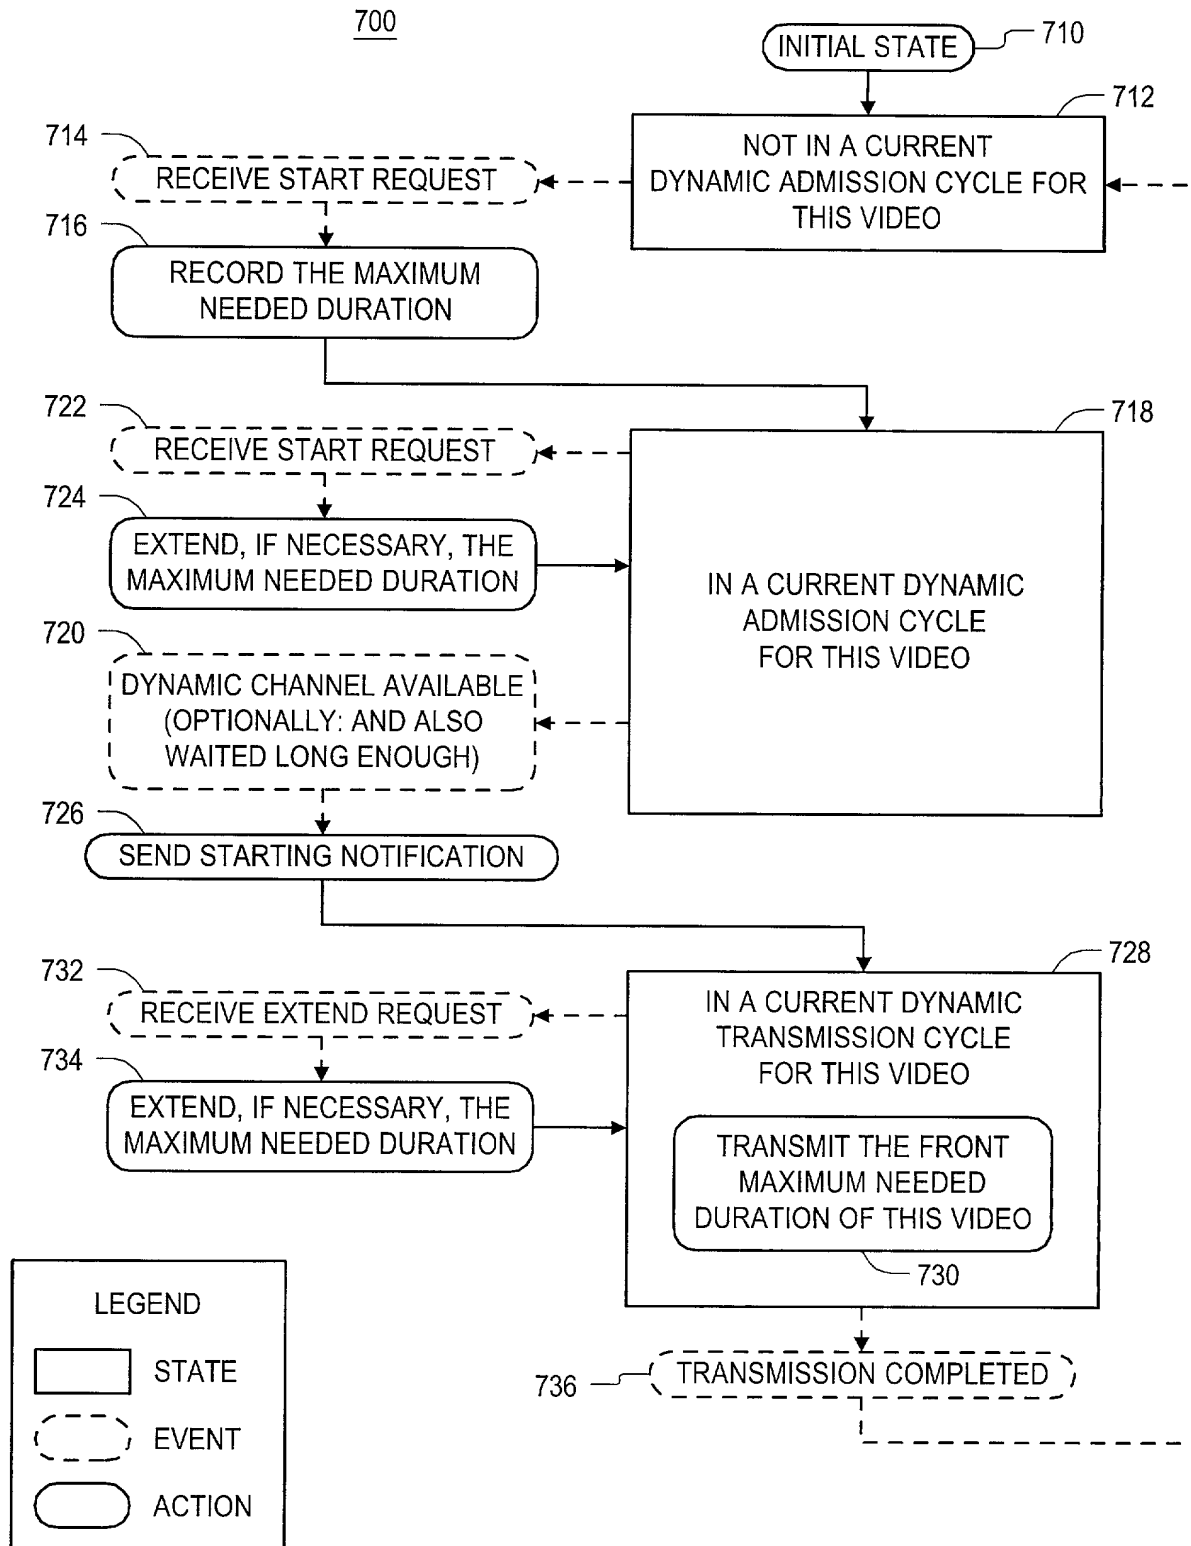 700
INITIAL STATE
710
712
NOT IN A CURRENT
DYNAMIC ADMISSION CYCLE FOR
THIS VIDEO
714
RECEIVE START REQUEST
716
RECORD THE MAXIMUM
NEEDED DURATION
718
IN A CURRENT DYNAMIC
ADMISSION CYCLE
FOR THIS VIDEO
722
RECEIVE START REQUEST
724
EXTEND, IF NECESSARY, THE
MAXIMUM NEEDED DURATION
720
DYNAMIC CHANNEL AVAILABLE
(OPTIONALLY: AND ALSO
WAITED LONG ENOUGH)
726
SEND STARTING NOTIFICATION
728
IN A CURRENT DYNAMIC
TRANSMISSION CYCLE
FOR THIS VIDEO
732
RECEIVE EXTEND REQUEST
734
EXTEND, IF NECESSARY, THE
MAXIMUM NEEDED DURATION
TRANSMIT THE FRONT
MAXIMUM NEEDED
DURATION OF THIS VIDEO
730
736
TRANSMISSION COMPLETED
LEGEND
STATE
EVENT
ACTION